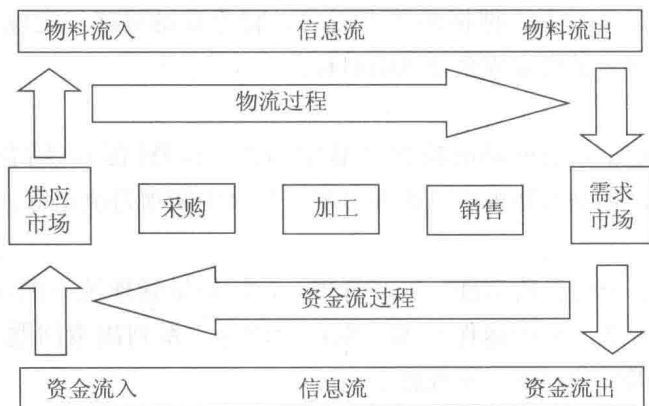 物料流入 信息流 物料流出
物流过程
供应市场 采购 加工 销售 需求市场
资金流过程
资金流入 信息流 资金流出